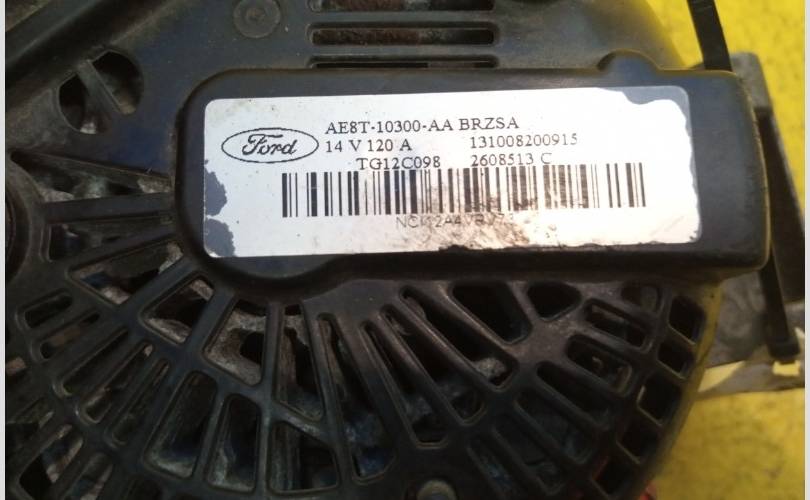 Ford
AE8T-10300-AA BRZSA
14 V 120 A 131008200915
TG12C098 2608513 C